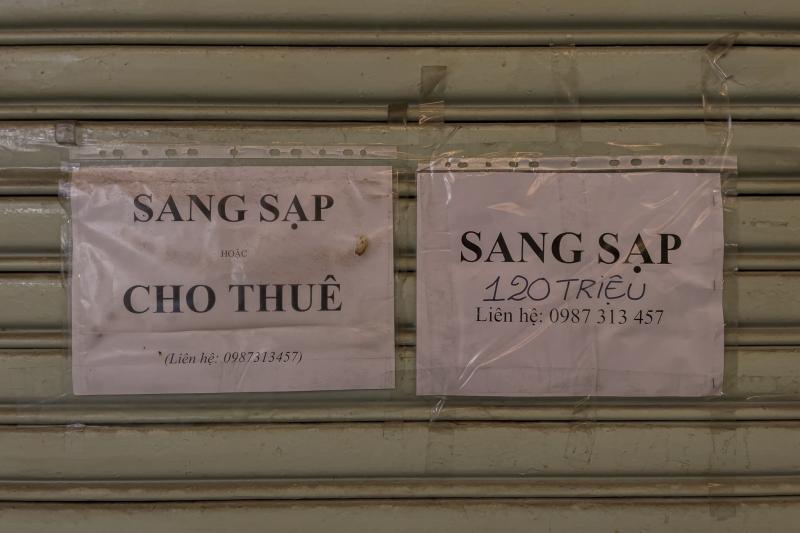 SANG SẠP
HOẶC
CHO THUÊ
(Liên hệ: 0987313457)
SANG SẠP
120 TRIỆU
Liên hệ: 0987 313 457